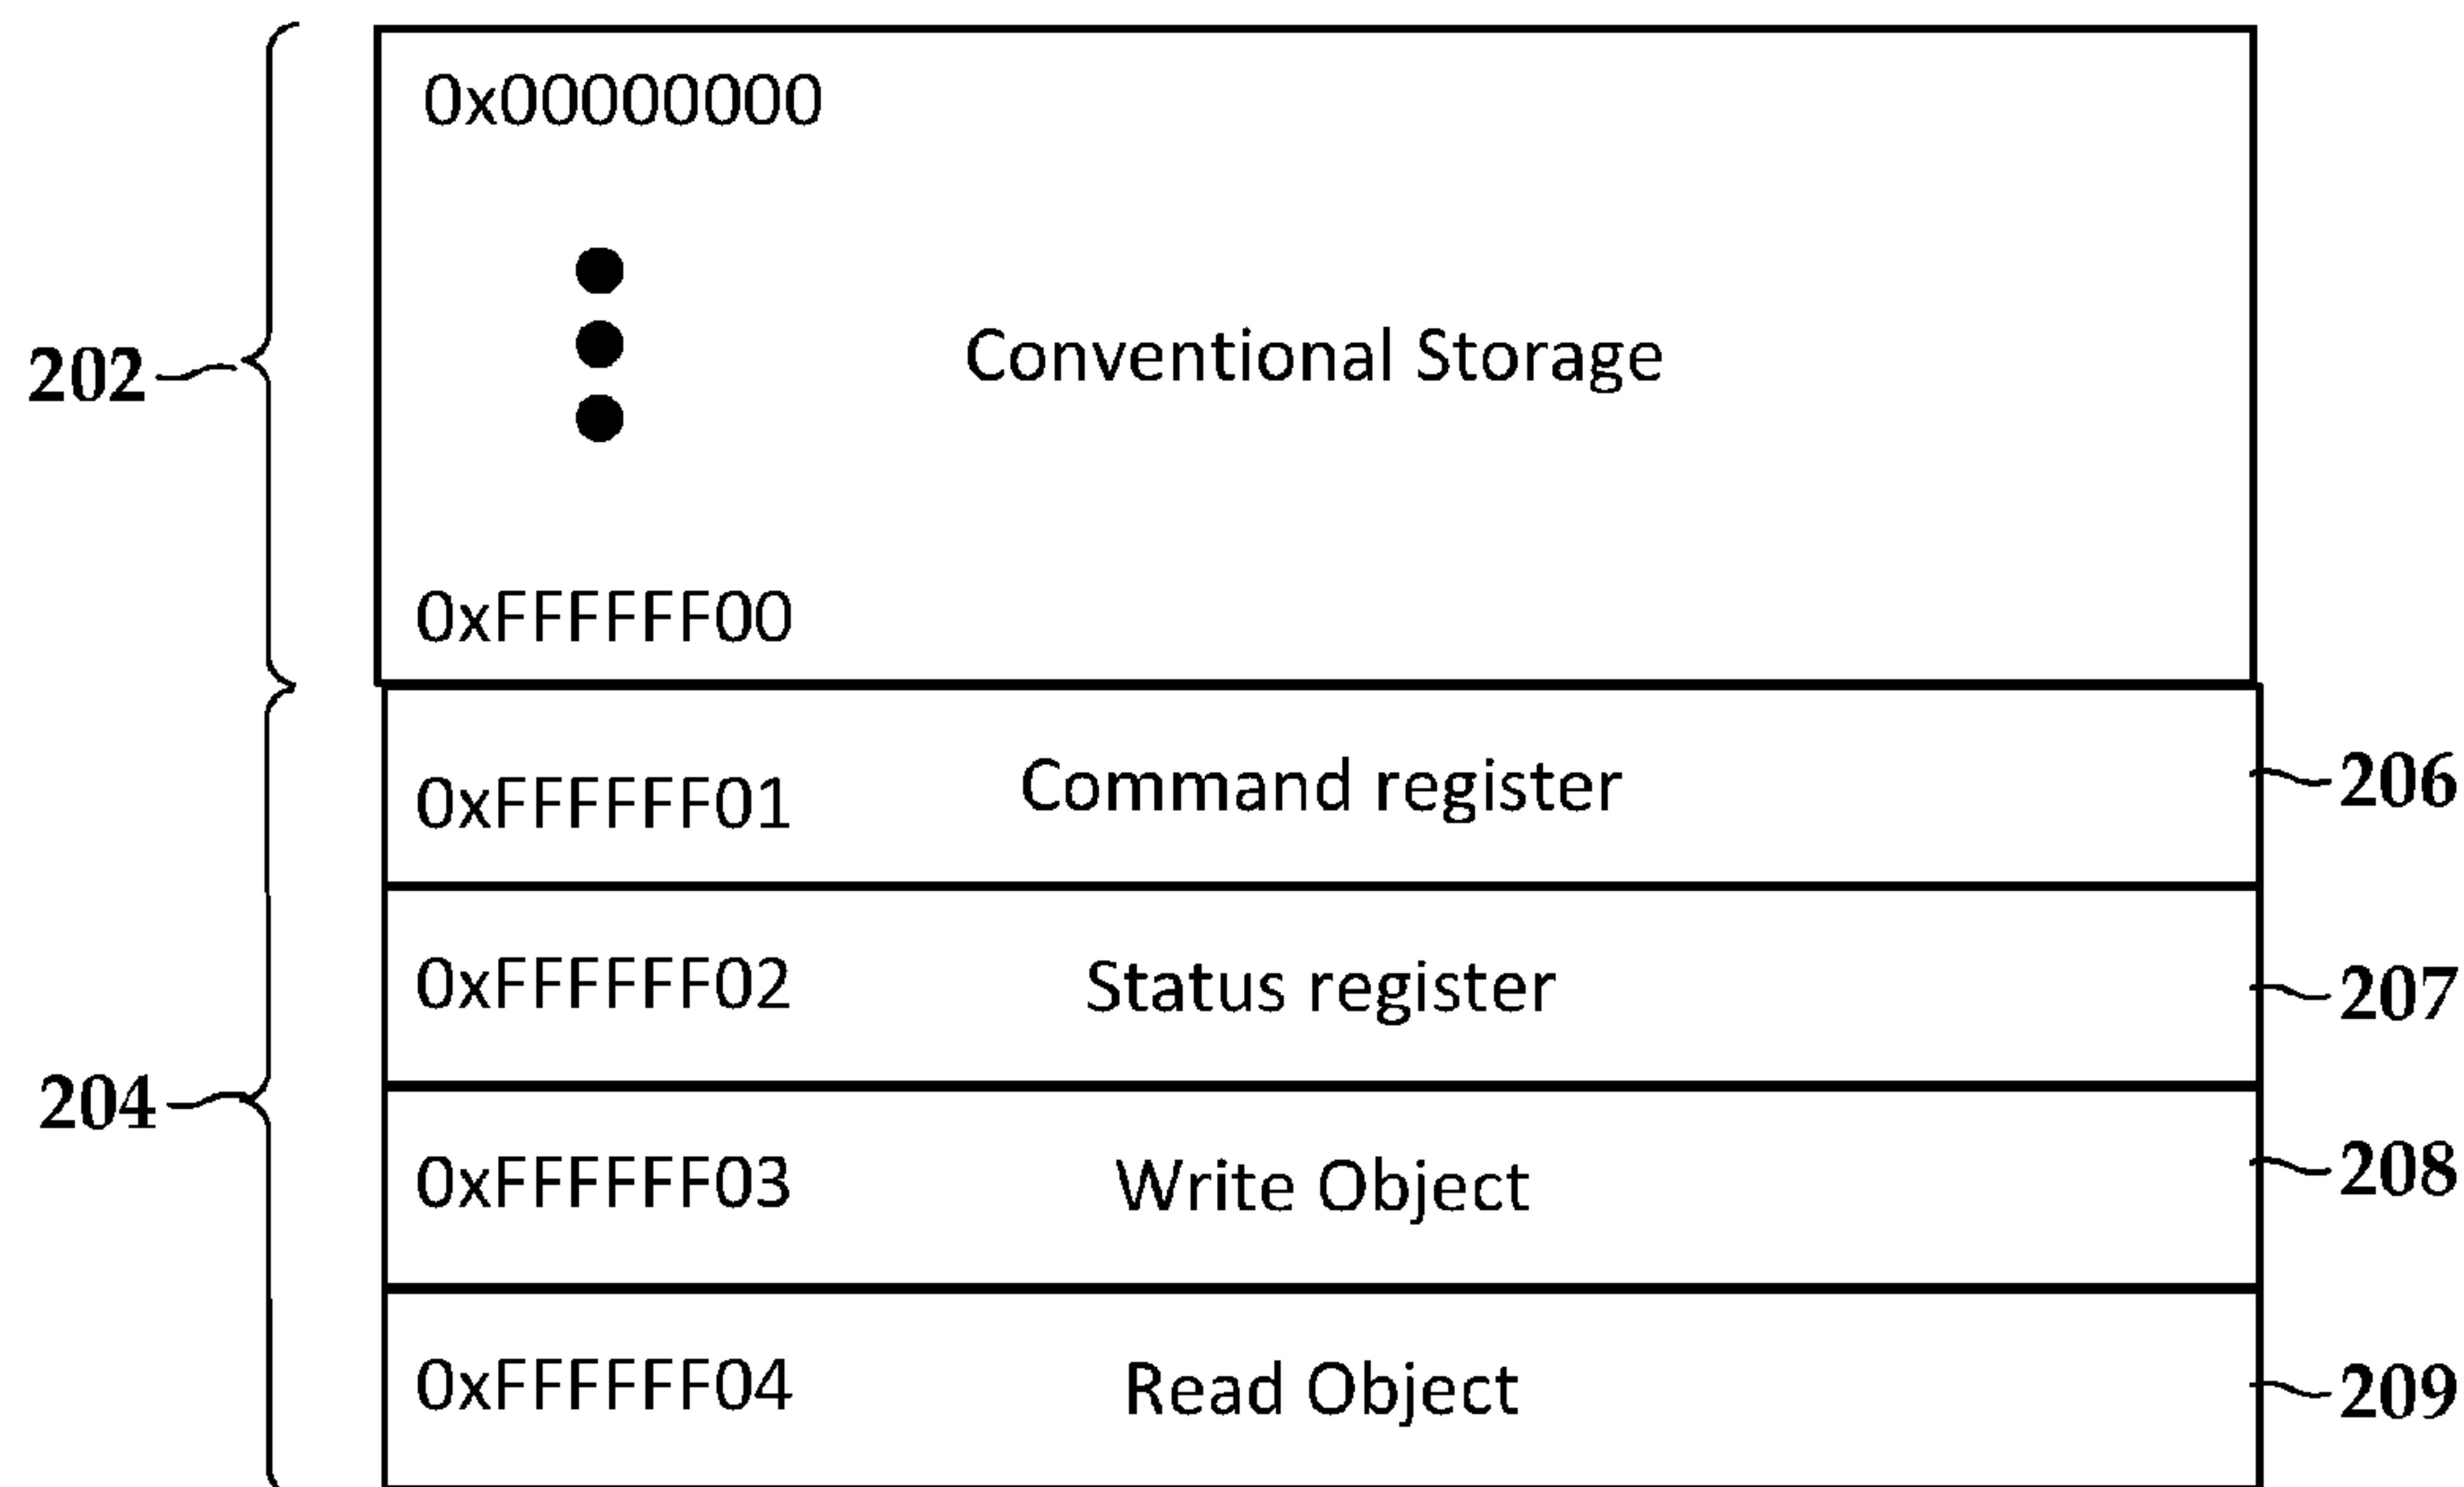 0x00000000
202
Conventional Storage
0xFFFFFF00
0xFFFFFF01 Command register 206
0xFFFFFF02 Status register 207
204
0xFFFFFF03 Write Object 208
0xFFFFFF04 Read Object 209